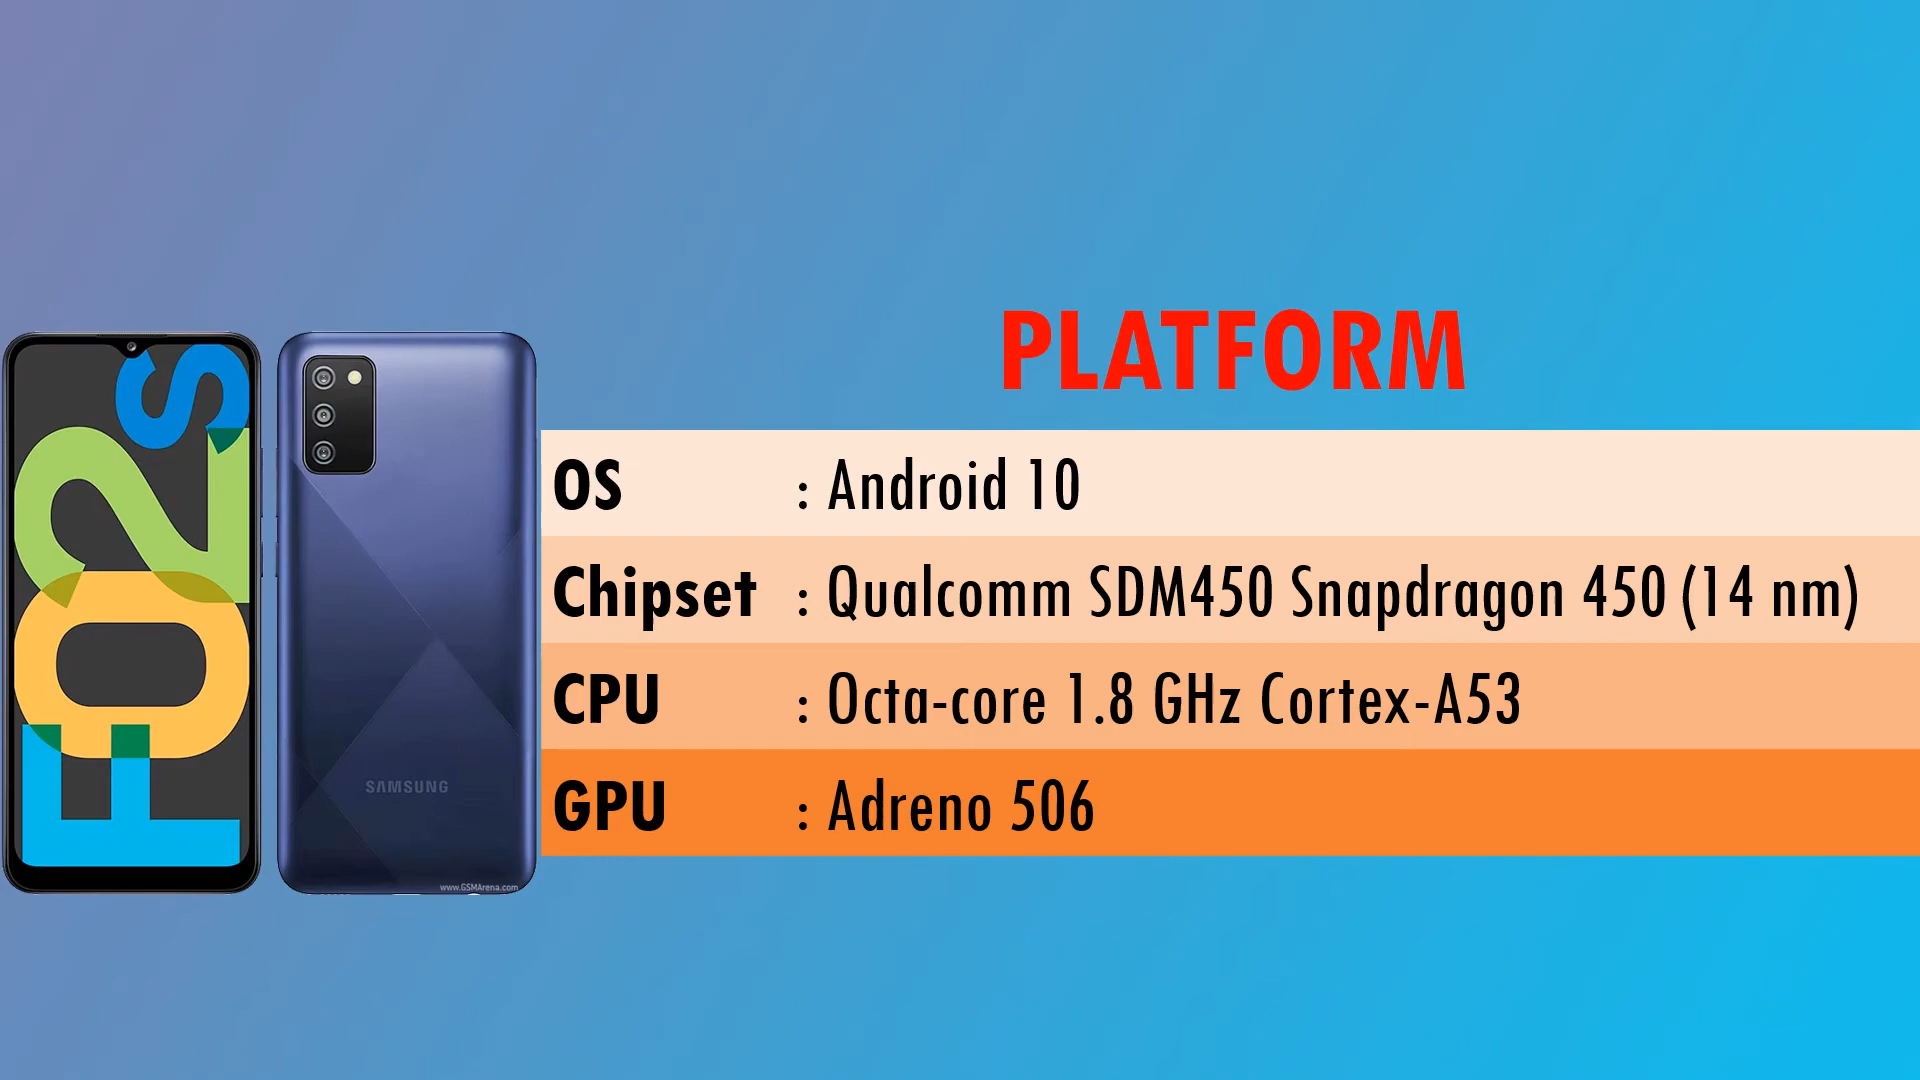 PLATFORM
OS : Android 10
Chipset : Qualcomm SDM450 Snapdragon 450 (14 nm)
CPU : Octa-core 1.8 GHz Cortex-A53
GPU : Adreno 506
F02s
SAMSUNG
www.GSMArena.com